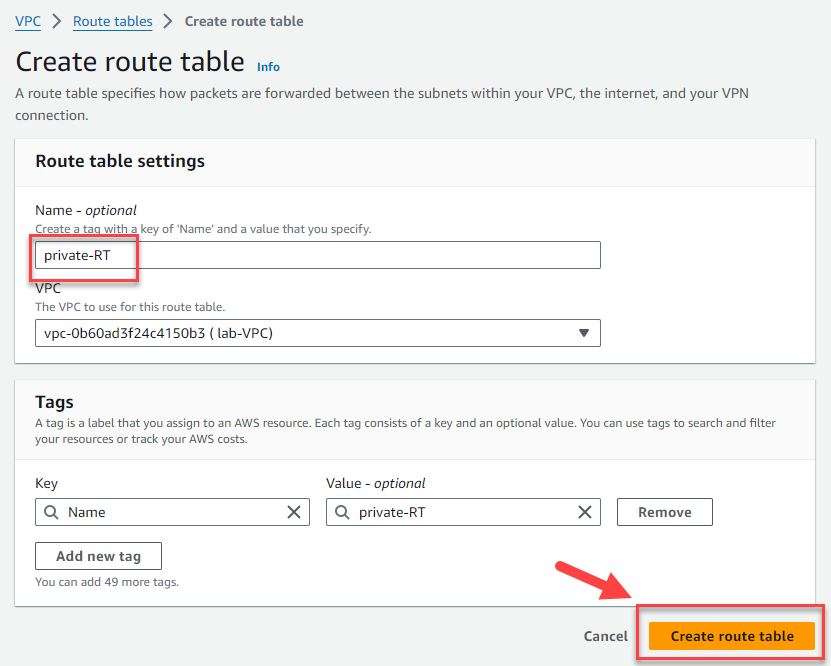 VPC > Route tables > Create route table
Create route table Info
A route table specifies how packets are forwarded between the subnets within your VPC, the internet, and your VPN
connection.
Route table settings
Name - optional
Create a tag with a key of 'Name' and a value that you specify.
private-RT
VPC
The VPC to use for this route table.
vpc-0b60ad3f24c4150b3 ( lab-VPC)
Tags
A tag is a label that you assign to an AWS resource. Each tag consists of a key and an optional value. You can use tags to search and filter
your resources or track your AWS costs.
Key Value - optional
Name private-RT Remove
Add new tag
You can add 49 more tags.
Cancel Create route table